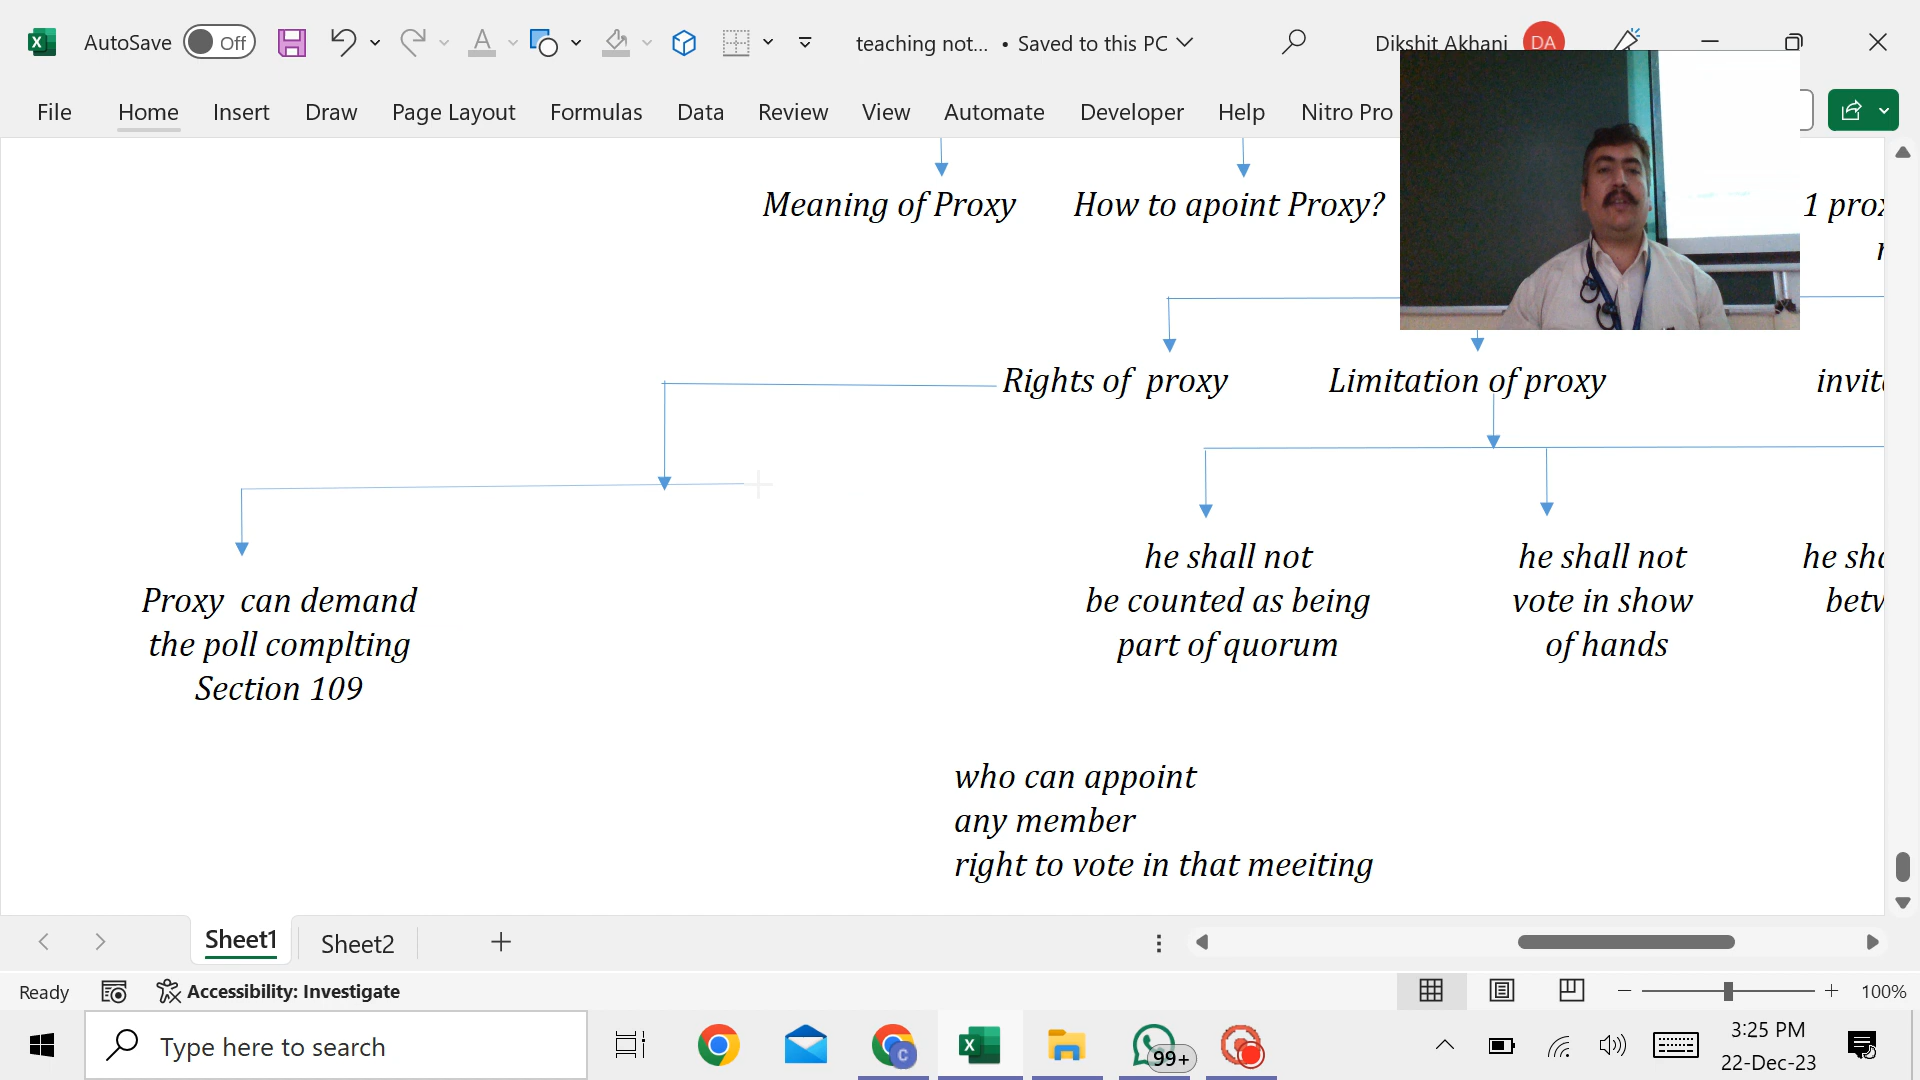 AutoSave Off teaching not... • Saved to this PC Dikshit Akhani DA
File Home Insert Draw Page Layout Formulas Data Review View Automate Developer Help Nitro Pro
Meaning of Proxy How to apoint Proxy? 1
Rights of proxy Limitation of proxy
he shall not
be counted as being
part of quorum
he shall not
vote in show
of hands
he
Proxy can demand
the poll complting
Section 109
who can appoint
any member
right to vote in that meeiting
Sheet1 Sheet2
Ready Accessibility: Investigate 100%
Type here to search
C
99+
3:25 PM
22-Dec-23